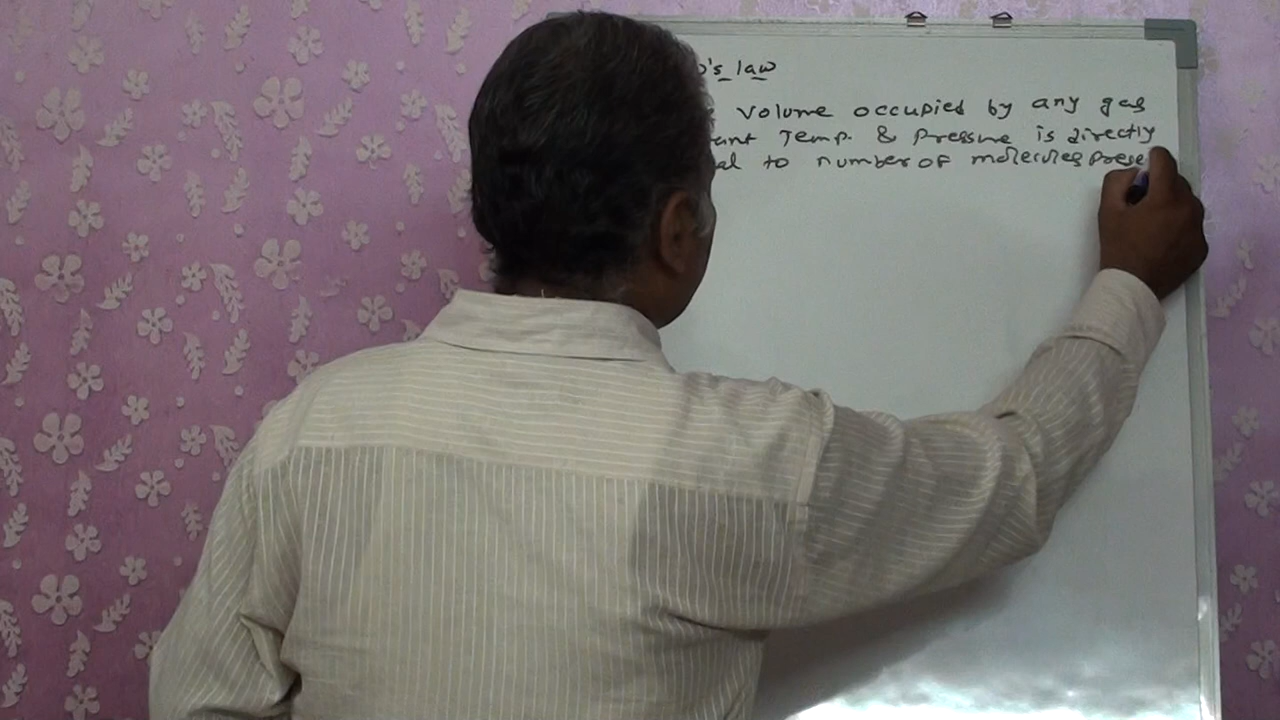 o's law
volume occupied by any gas
ant Temp. & Pressure is directly
al to number of molecules prese